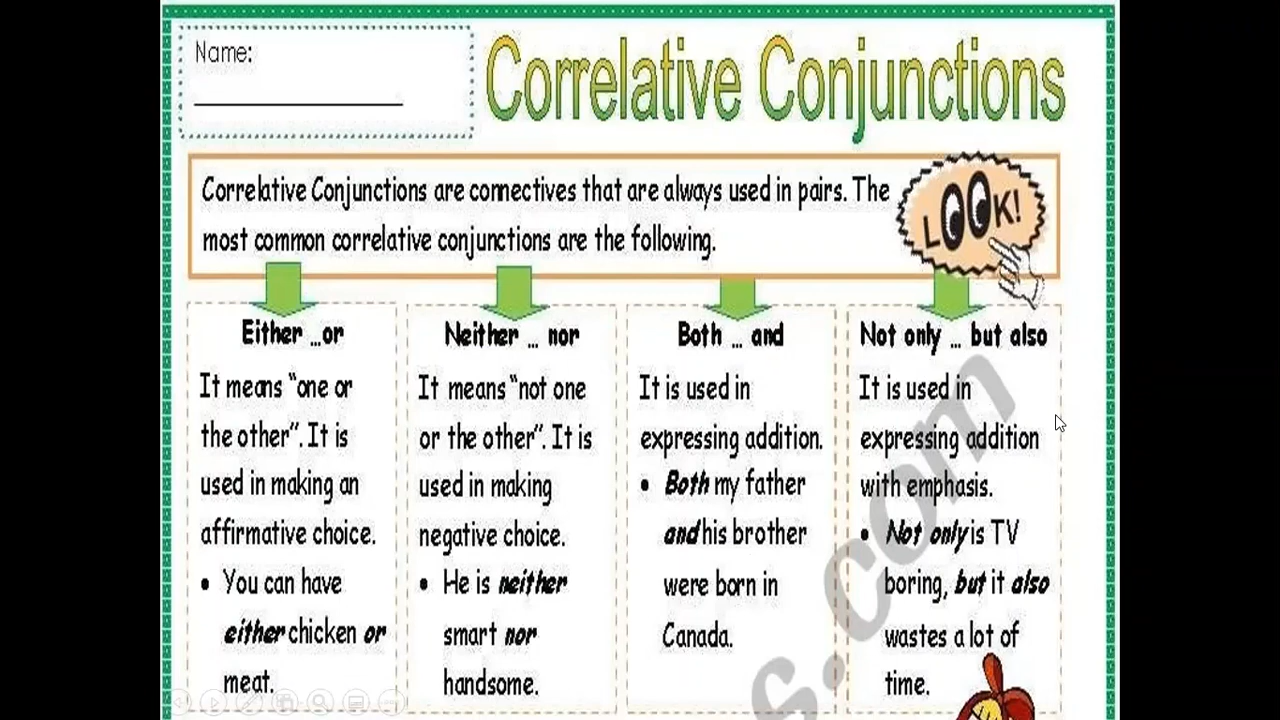 Name:
Correlative Conjunctions
Correlative Conjunctions are connectives that are always used in pairs. The
most common correlative conjunctions are the following.
LOOK!
Either ...or
It means "one or
the other". It is
used in making an
affirmative choice.
• You can have
either chicken or
meat.
Neither ... nor
It means "not one
or the other". It is
used in making
negative choice.
• He is neither
smart nor
handsome.
Both ... and
It is used in
expressing addition.
• Both my father
and his brother
were born in
Canada.
Not only ... but also
It is used in
expressing addition
with emphasis.
• Not only is TV
boring, but it also
wastes a lot of
time.
s.com